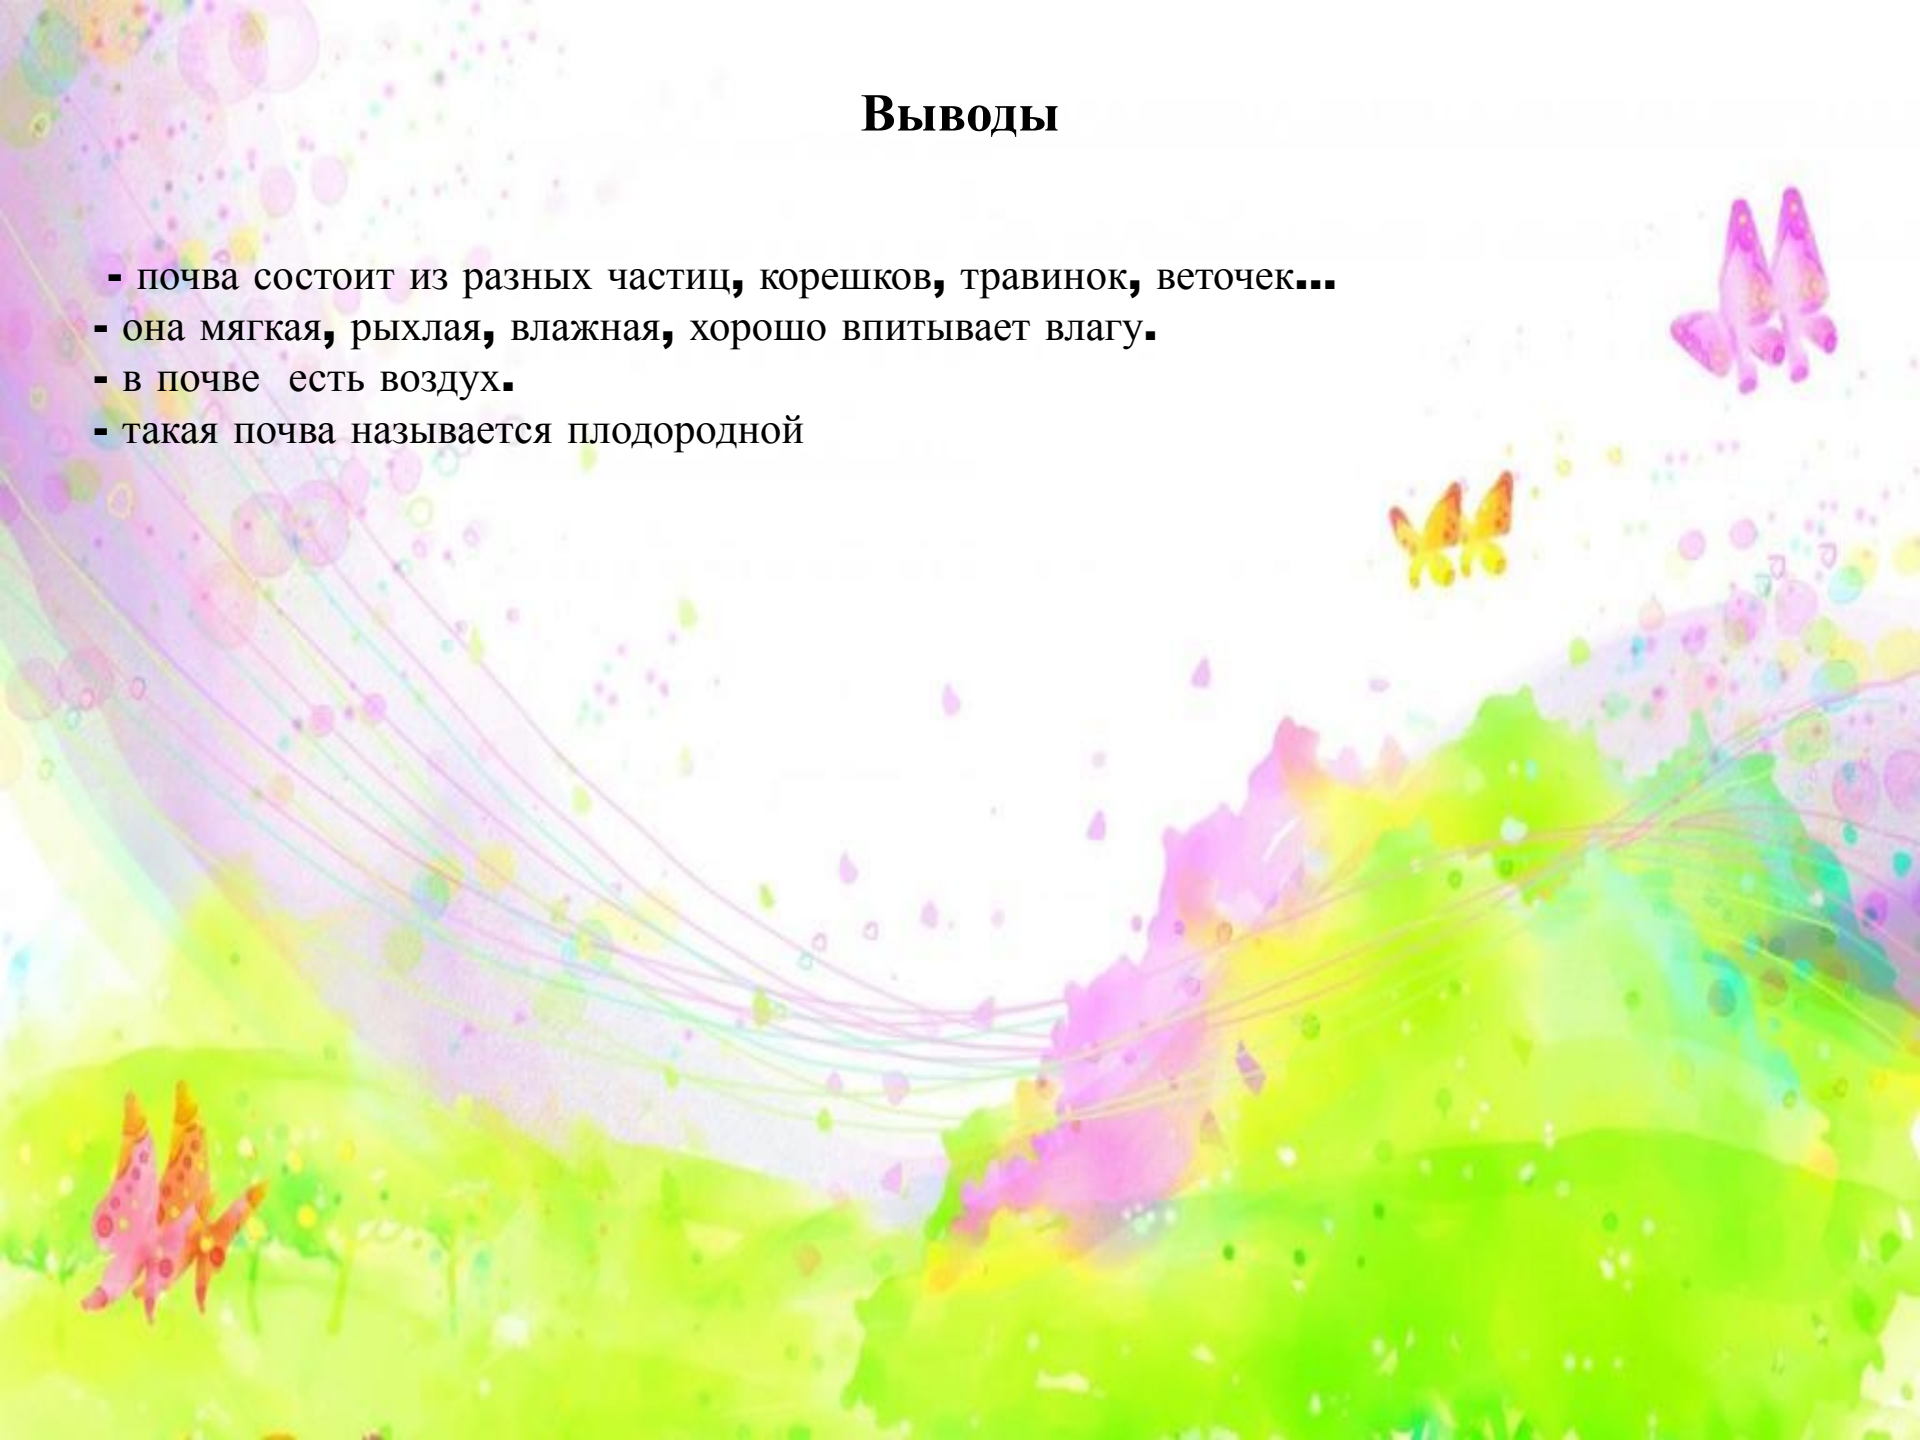 Выводы
- почва состоит из разных частиц, корешков, травинок, веточек...
- она мягкая, рыхлая, влажная, хорошо впитывает влагу.
- в почве  есть воздух.
- такая почва называется плодородной